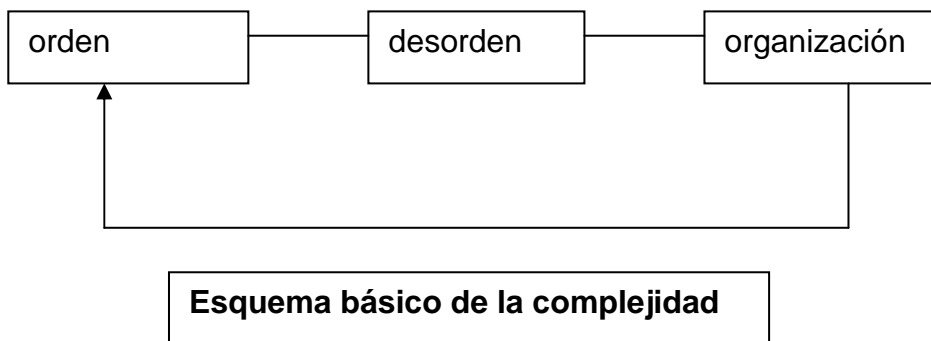 orden
desorden
organización
Esquema básico de la complejidad